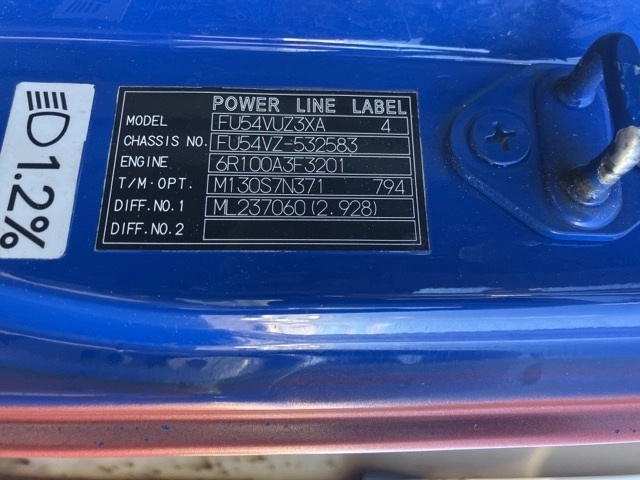 POWER LINE LABEL
MODEL FU54VUZ3XA 4
CHASSIS NO. FU54VZ-532583
ENGINE 6R100A3F3201
T/M·OPT. M130S7N371 794
DIFF.NO.1 ML237060(2.928)
DIFF.NO.2
1.2%